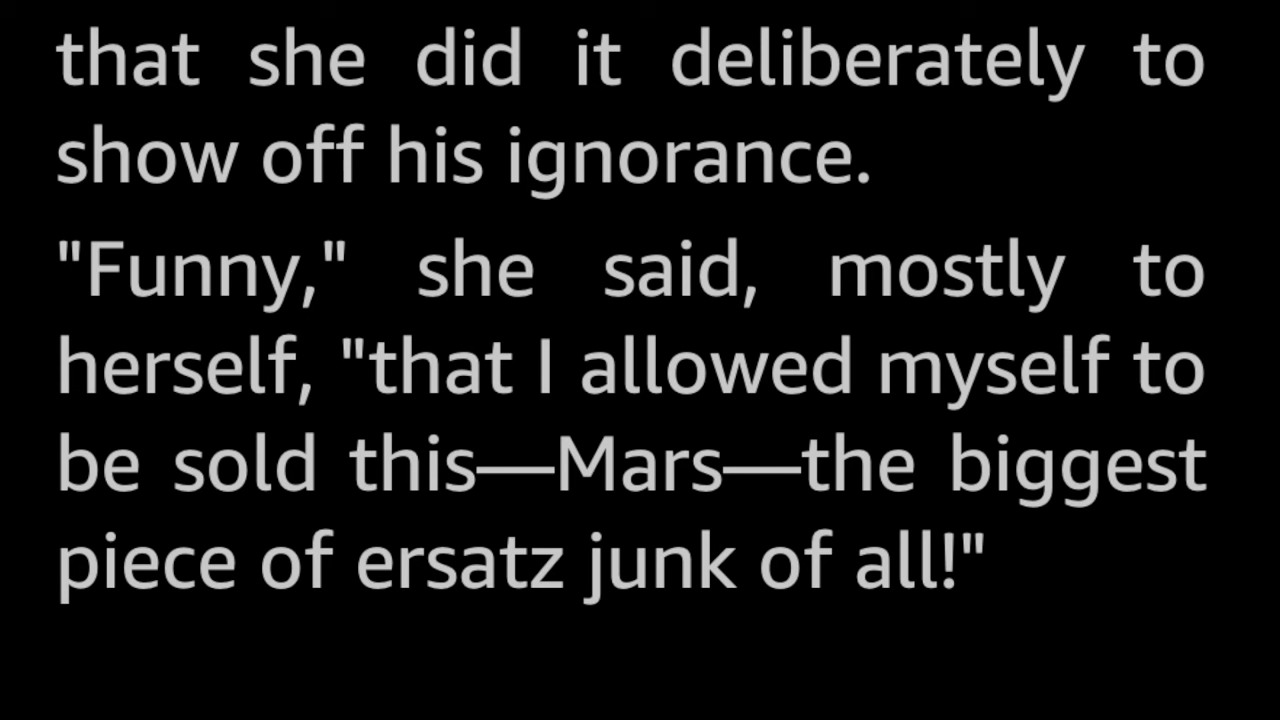 that she did it deliberately to
show off his ignorance.
"Funny," she said, mostly to
herself, "that I allowed myself to
be sold this—Mars—the biggest
piece of ersatz junk of all!"